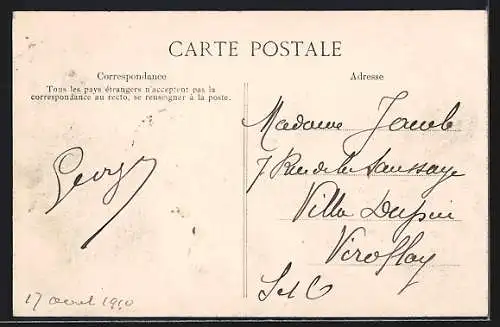 CARTE POSTALE
Correspondance
Tous les pays étrangers n'acceptent pas la
correspondance au recto, se renseigner à la poste.
Georges
17 avril 1910
Adresse
Madame Jacob
7 Rue de la Saussaye
Villa Dupin
Viroflay
S et O